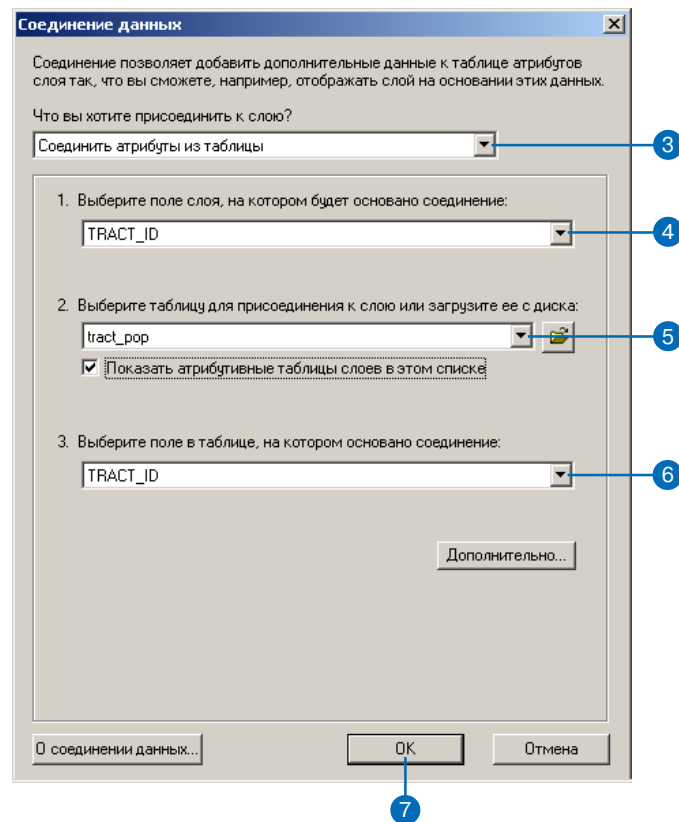 Соединение данных
Соединение позволяет добавить дополнительные данные к таблице атрибутов
слоя так, что вы сможете, например, отображать слой на основании этих данных.
Что вы хотите присоединить к слою?
Соединить атрибуты из таблицы
3
1. Выберите поле слоя, на котором будет основано соединение:
TRACT_ID
4
2. Выберите таблицу для присоединения к слою или загрузите ее с диска:
tract_pop
5
Показать атрибутивные таблицы слоев в этом списке
3. Выберите поле в таблице, на котором основано соединение:
TRACT_ID
6
Дополнительно...
О соединении данных...
OK
Отмена
7